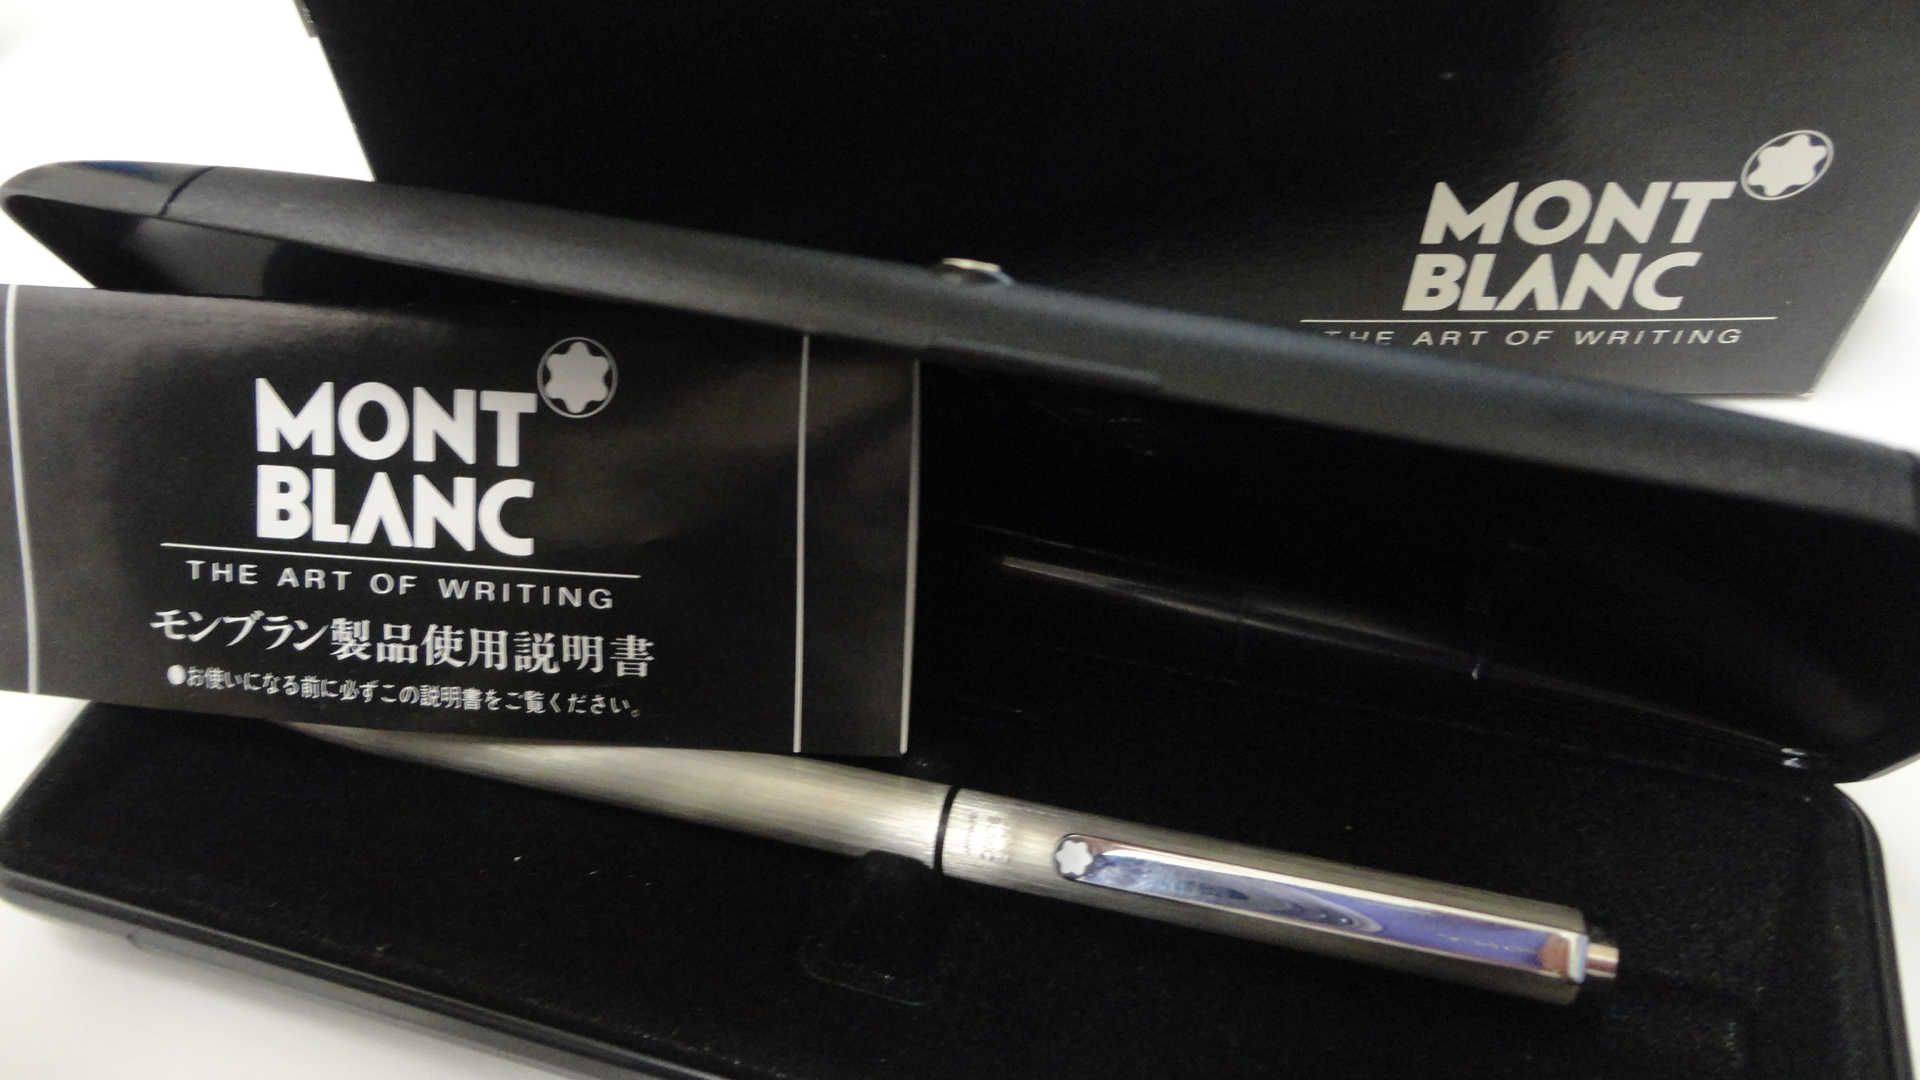 MONT
BLANC
THE ART OF WRITING
MONT
BLANC
THE ART OF WRITING
モンブラン製品使用説明書
●お使いになる前に必ずこの説明書をご覧ください。